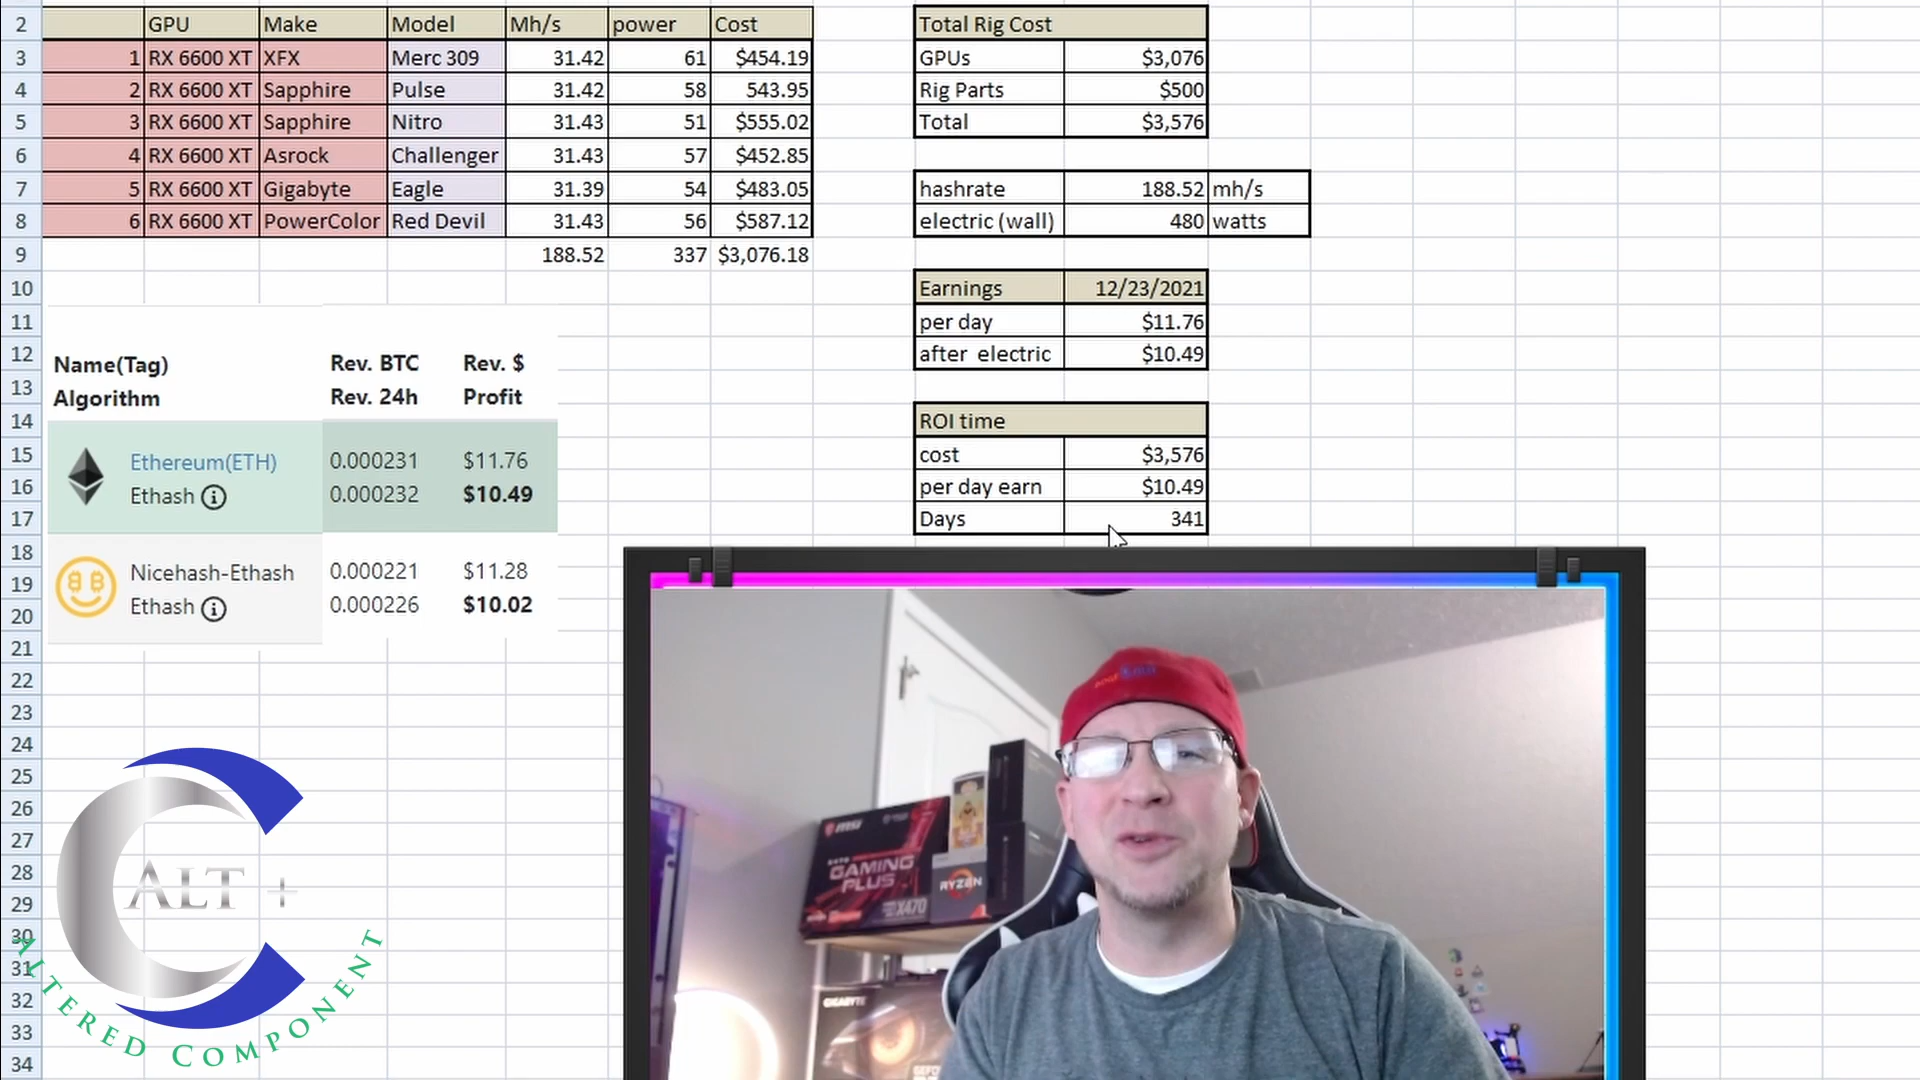 2 GPU Make Model Mh/s power Cost
3 1 RX 6600 XT XFX Merc 309 31.42 61 $454.19
4 2 RX 6600 XT Sapphire Pulse 31.42 58 543.95
5 3 RX 6600 XT Sapphire Nitro 31.43 51 $555.02
6 4 RX 6600 XT Asrock Challenger 31.43 57 $452.85
7 5 RX 6600 XT Gigabyte Eagle 31.39 54 $483.05
8 6 RX 6600 XT PowerColor Red Devil 31.43 56 $587.12
9 188.52 337 $3,076.18
Total Rig Cost
GPUs $3,076
Rig Parts $500
Total $3,576
hashrate 188.52 mh/s
electric (wall) 480 watts
10 Earnings 12/23/2021
11 per day $11.76
12 after electric $10.49
13
14 ROI time
15 cost $3,576
16 per day earn $10.49
17 Days 341
18
19
20
21
22
23
24
25
26
27
28
29
30
31
32
33
34
Name(Tag) Rev. BTC Rev. $
Algorithm Rev. 24h Profit
Ethereum(ETH) 0.000231 $11.76
Ethash 0.000232 $10.49
Nicehash-Ethash 0.000221 $11.28
Ethash 0.000226 $10.02
ALT +
ALTERED COMPONENT
msi
GAMING
PLUS
X470
RYZEN
GIGABYTE